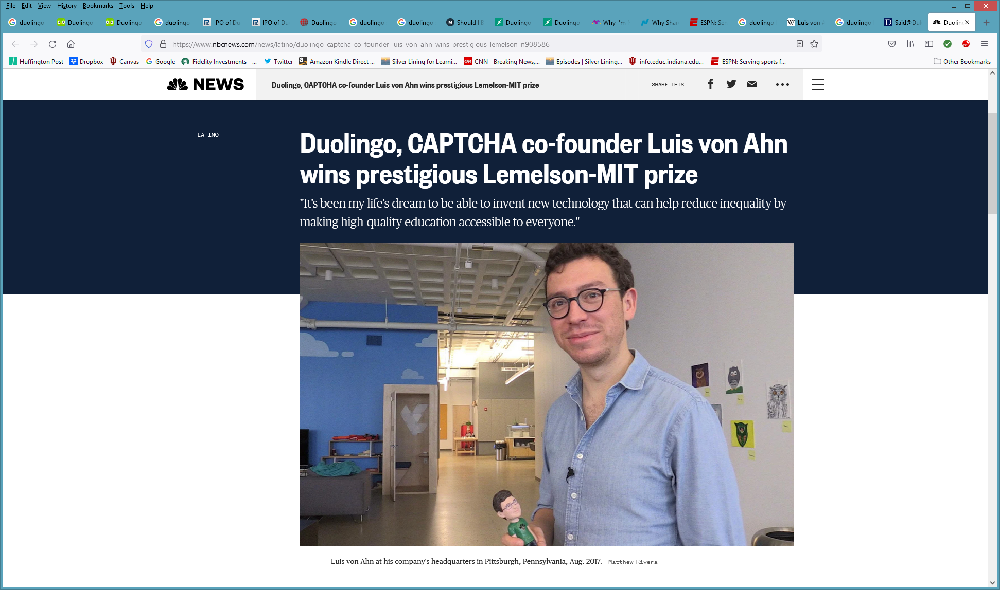 File Edit View History Bookmarks Tools Help
duolingo Duolingo Duolingo duolingo IPO of Du IPO of Du Duolingo duolingo duolingo Should I B Duolingo Duolingo Why I'm Why Shar ESPN: Ser duolingo Luis von A duolingo Said@Du Duoling
https://www.nbcnews.com/news/latino/duolingo-captcha-co-founder-luis-von-ahn-wins-prestigious-lemelson-n908586
Huffington Post Dropbox Canvas Google Fidelity Investments - ... Twitter Amazon Kindle Direct ... Silver Lining for Learni... CNN - Breaking News,... Episodes | Silver Lining... info.educ.indiana.edu... ESPN: Serving sports f... Other Bookmarks
NEWS Duolingo, CAPTCHA co-founder Luis von Ahn wins prestigious Lemelson-MIT prize SHARE THIS —
LATINO
Duolingo, CAPTCHA co-founder Luis von Ahn
wins prestigious Lemelson-MIT prize
"It’s been my life’s dream to be able to invent new technology that can help reduce inequality by
making high-quality education accessible to everyone."
Luis von Ahn at his company's headquarters in Pittsburgh, Pennsylvania, Aug. 2017. Matthew Rivera